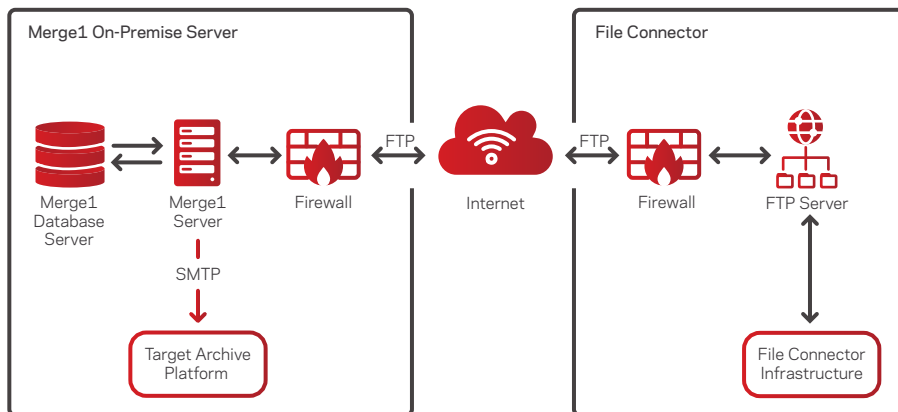 Merge1 On-Premise Server
File Connector
FTP
FTP
Merge1
Database
Server
Merge1
Server
Firewall
Internet
Firewall
FTP Server
SMTP
Target Archive
Platform
File Connector
Infrastructure